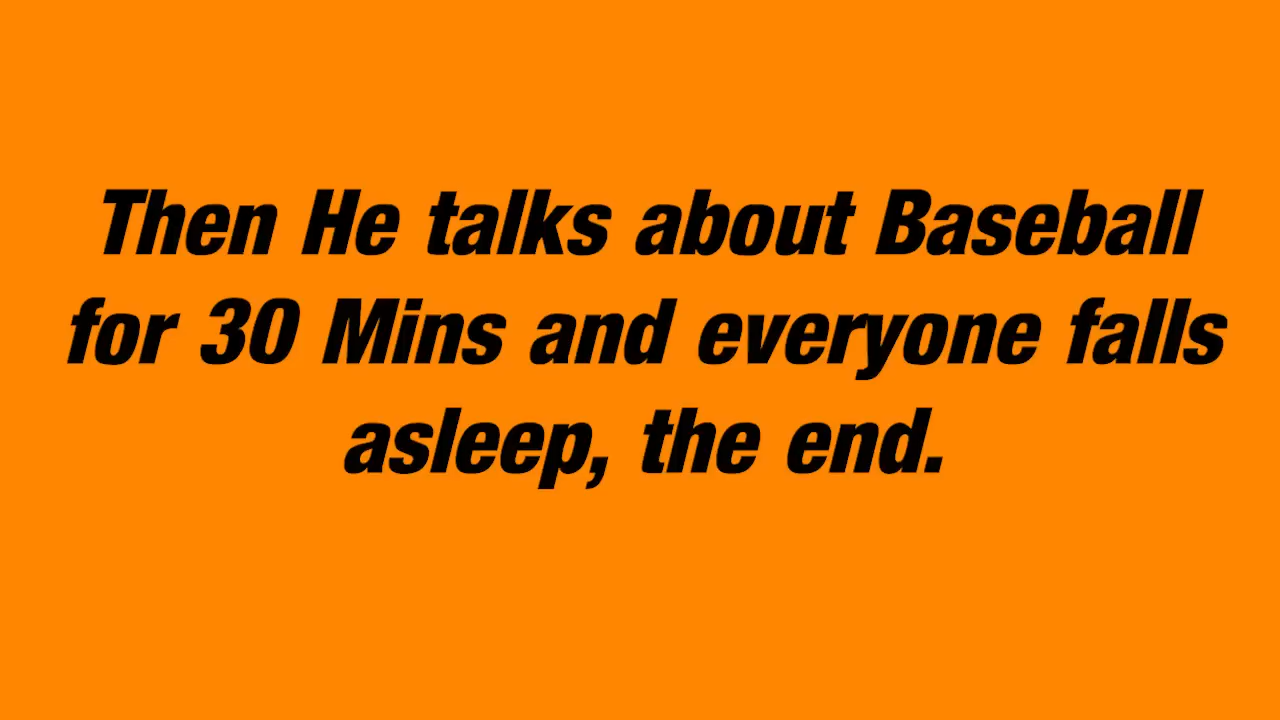 Then He talks about Baseball
for 30 Mins and everyone falls
asleep, the end.